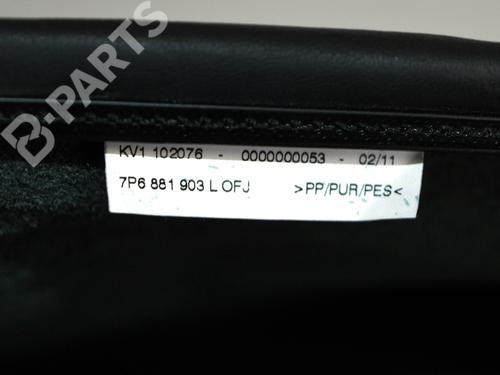 B-PARTS
KV1 102076 - 0000000053 - 02/11
7P6 881 903 L OFJ >PP/PUR/PES<